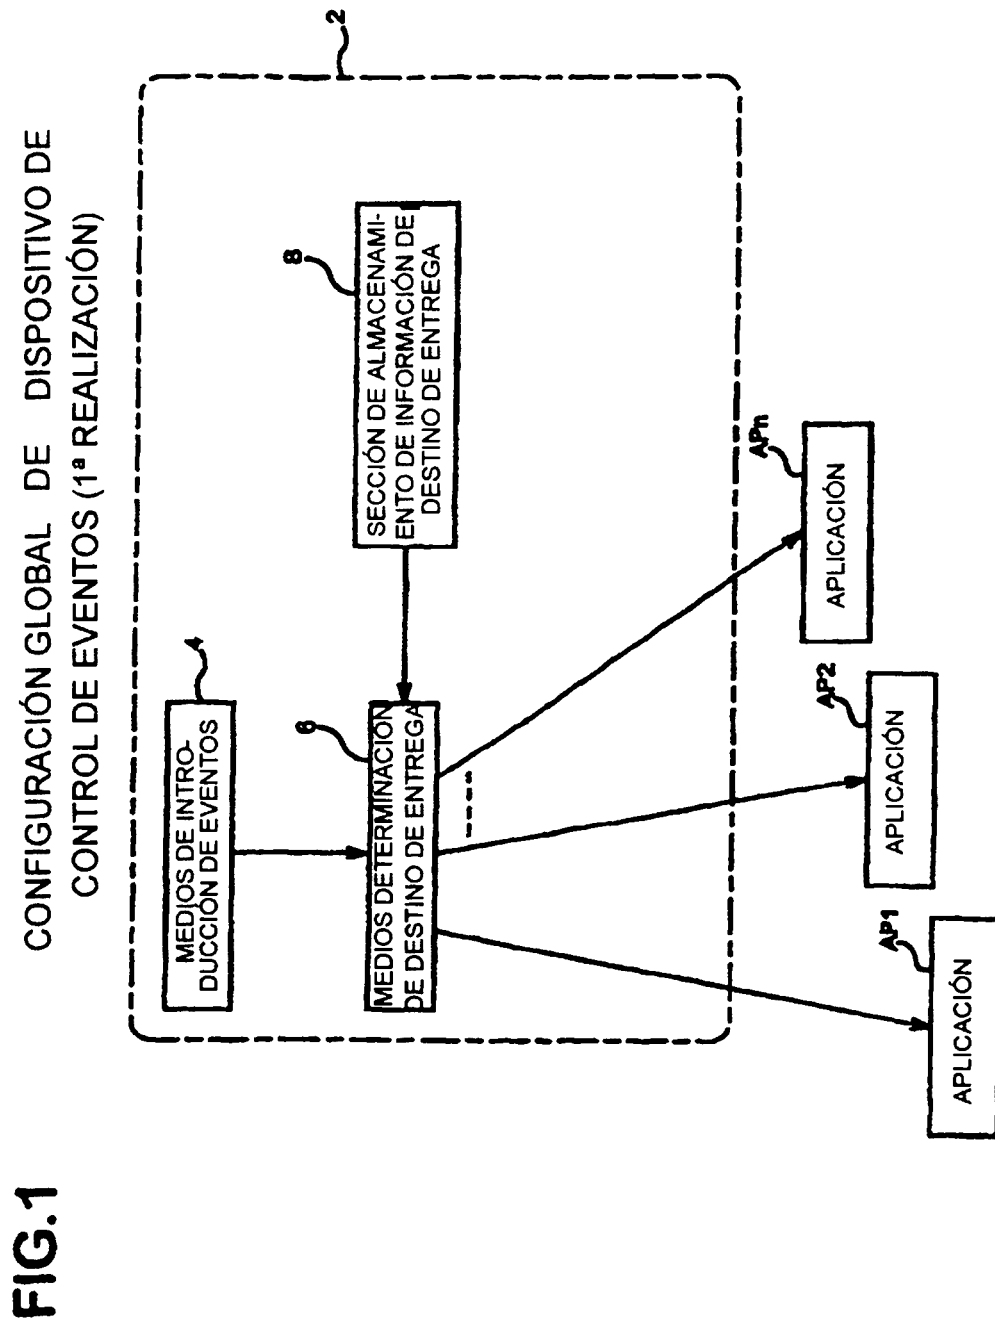 FIG.1
CONFIGURACIÓN GLOBAL DE DISPOSITIVO DE
CONTROL DE EVENTOS (1ª REALIZACIÓN)
2
MEDIOS DE INTRO-
DUCCIÓN DE EVENTOS
4
6
MEDIOS DETERMINACIÓN
DE DESTINO DE ENTREGA
8
SECCIÓN DE ALMACENAMI-
ENTO DE INFORMACIÓN DE
DESTINO DE ENTREGA
AP1
APLICACIÓN
AP2
APLICACIÓN
APn
APLICACIÓN